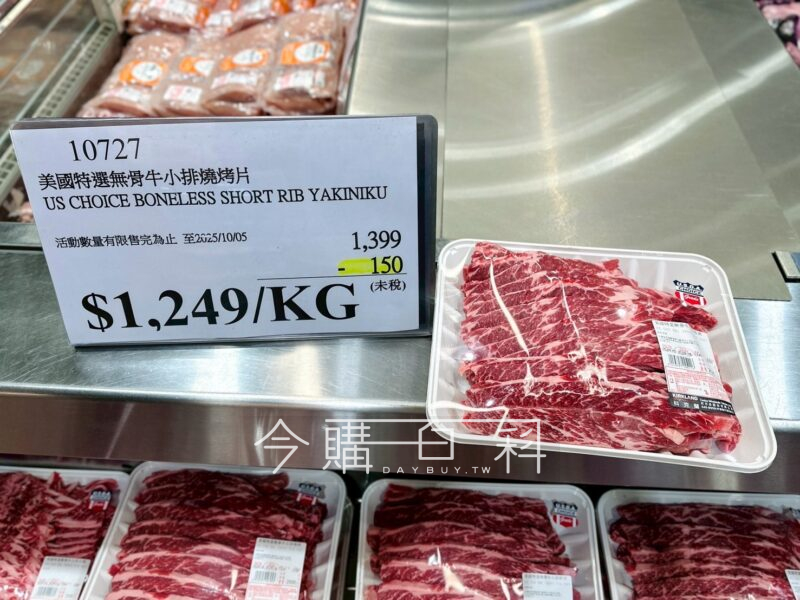 10727
美國特選無骨牛小排燒烤片
US CHOICE BONELESS SHORT RIB YAKINIKU
活動數量有限售完為止 至2025/10/05
1,399
- 150
(未稅)
$1,249/KG
KIRKLAND
今購百科
DAYBUY.TW